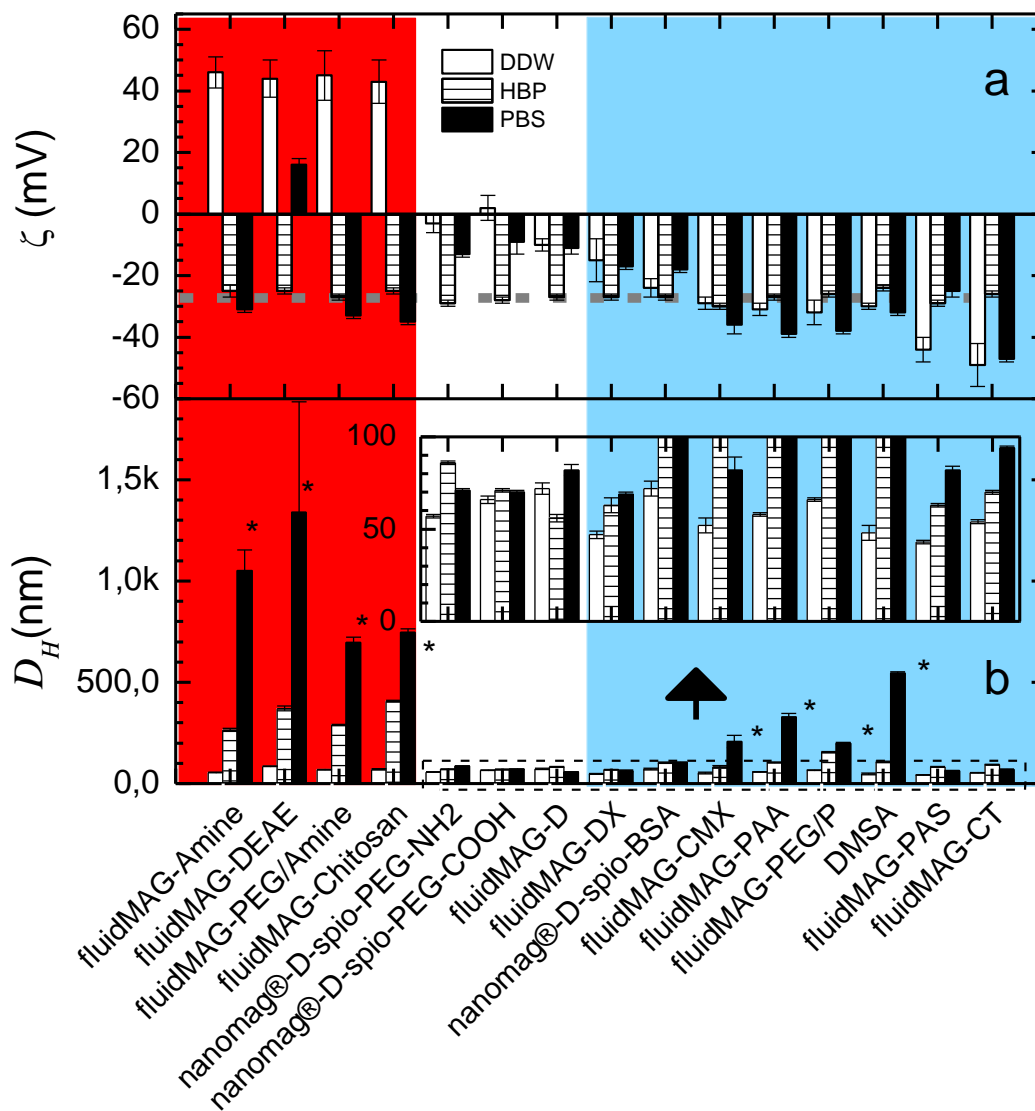 60
40
20
0
-20
-40
-60
ζ (mV)
DDW
HBP
PBS
a
1,5k
1,0k
500,0
0,0
D_H(nm)
100
50
0
*
*
*
*
*
*
*
*
b
fluidMAG-Amine
fluidMAG-DEAE
fluidMAG-PEG/Amine
fluidMAG-Chitosan
nanomag®-D-spio-PEG-NH2
nanomag®-D-spio-PEG-COOH
fluidMAG-D
fluidMAG-DX
nanomag®-D-spio-BSA
fluidMAG-CMX
fluidMAG-PAA
fluidMAG-PEG/P
DMSA
fluidMAG-PAS
fluidMAG-CT